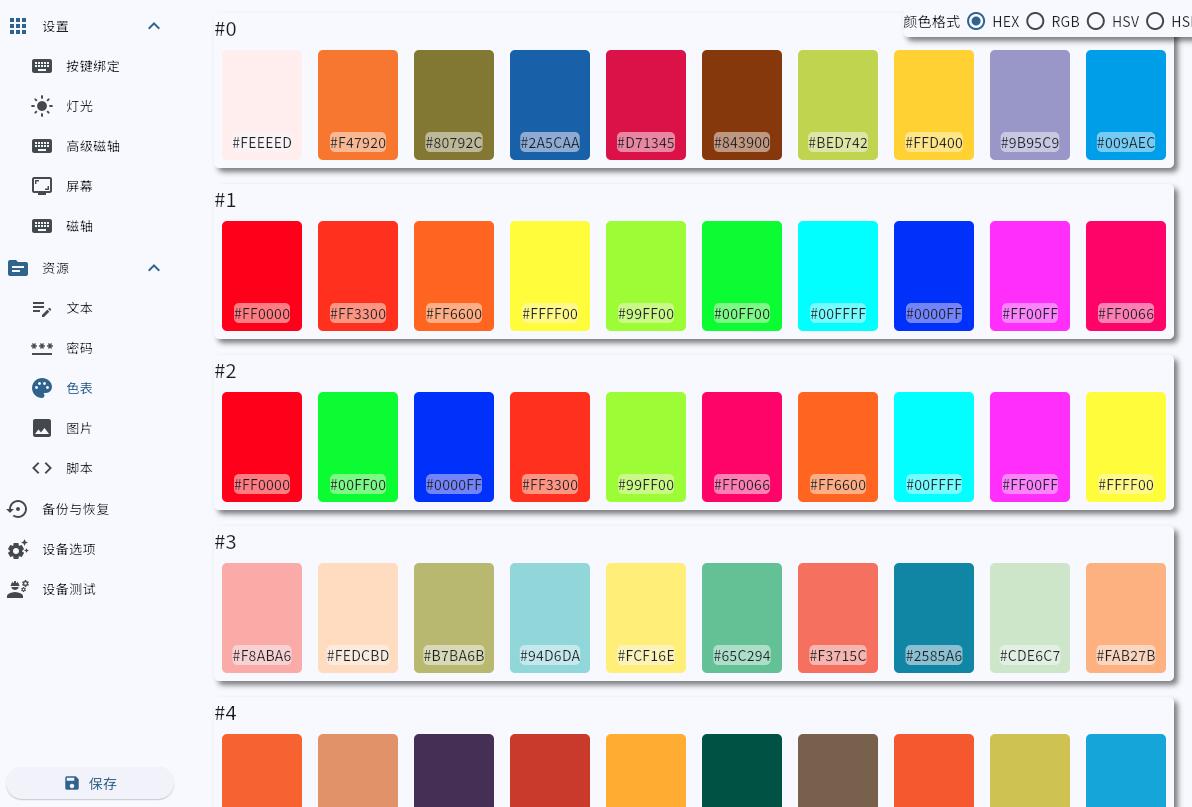 设置
按键绑定
灯光
高级磁轴
屏幕
磁轴
资源
文本
密码
色表
图片
脚本
备份与恢复
设备选项
设备测试
保存
颜色格式 HEX RGB HSV HSL
#0
#FEEEED #F47920 #80792C #2A5CAA #D71345 #843900 #BED742 #FFD400 #9B95C9 #009AEC
#1
#FF0000 #FF3300 #FF6600 #FFFF00 #99FF00 #00FF00 #00FFFF #0000FF #FF00FF #FF0066
#2
#FF0000 #00FF00 #0000FF #FF3300 #99FF00 #FF0066 #FF6600 #00FFFF #FF00FF #FFFF00
#3
#F8ABA6 #FEDCBD #B7BA6B #94D6DA #FCF16E #65C294 #F3715C #2585A6 #CDE6C7 #FAB27B
#4